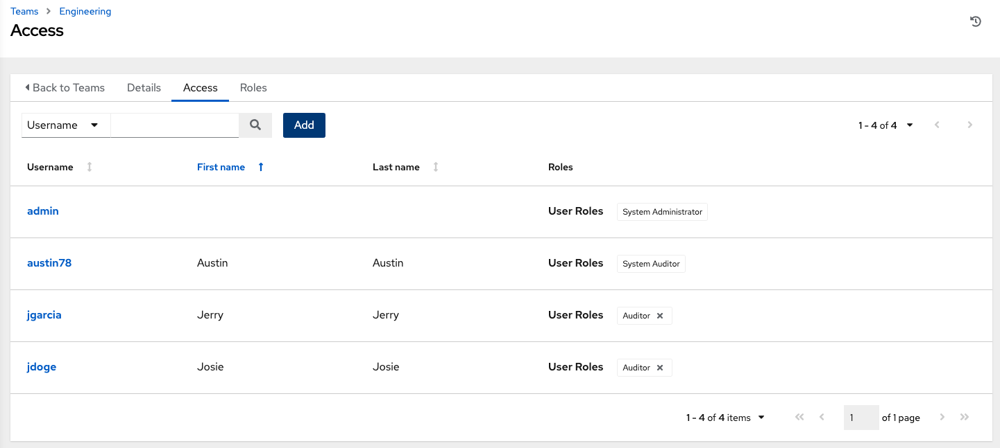 Teams > Engineering
Access
Back to Teams Details Access Roles
Username Add 1 - 4 of 4
Username First name Last name Roles
admin User Roles System Administrator
austin78 Austin Austin User Roles System Auditor
jgarcia Jerry Jerry User Roles Auditor
jdoge Josie Josie User Roles Auditor
1 - 4 of 4 items 1 of 1 page